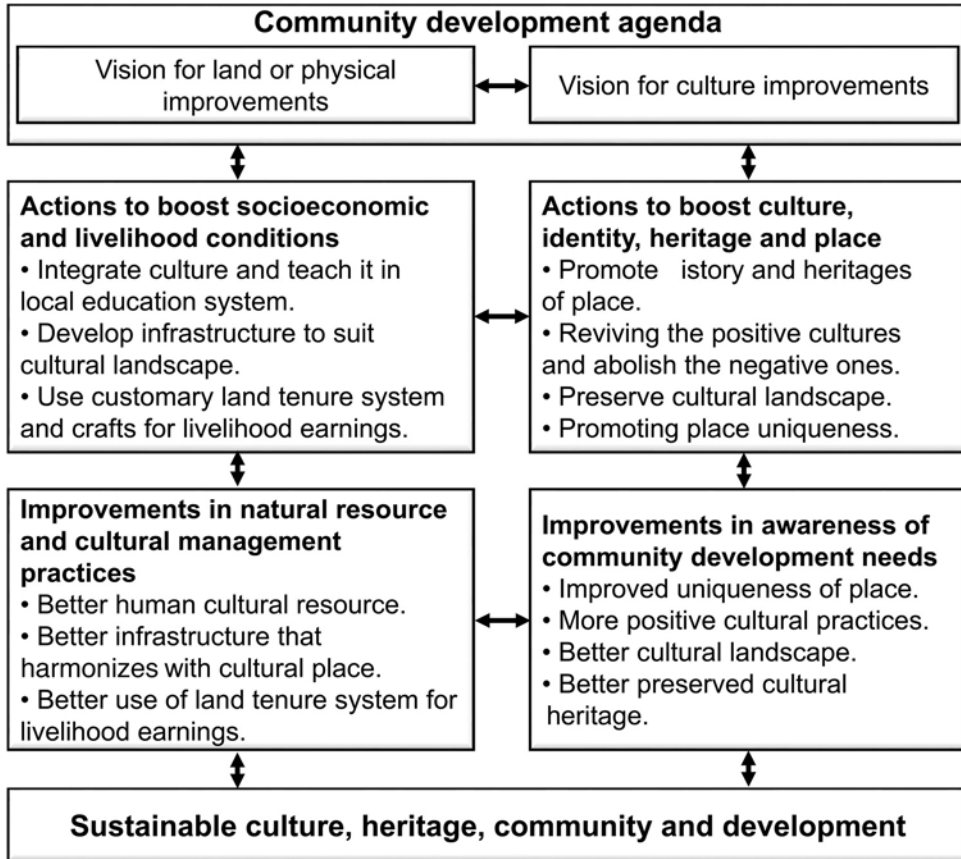 Community development agenda
Vision for land or physical
improvements
Vision for culture improvements
Actions to boost socioeconomic
and livelihood conditions
• Integrate culture and teach it in
local education system.
• Develop infrastructure to suit
cultural landscape.
• Use customary land tenure system
and crafts for livelihood earnings.
Actions to boost culture,
identity, heritage and place
• Promote istory and heritages
of place.
• Reviving the positive cultures
and abolish the negative ones.
• Preserve cultural landscape.
• Promoting place uniqueness.
Improvements in natural resource
and cultural management
practices
• Better human cultural resource.
• Better infrastructure that
harmonizes with cultural place.
• Better use of land tenure system for
livelihood earnings.
Improvements in awareness of
community development needs
• Improved uniqueness of place.
• More positive cultural practices.
• Better cultural landscape.
• Better preserved cultural
heritage.
Sustainable culture, heritage, community and development